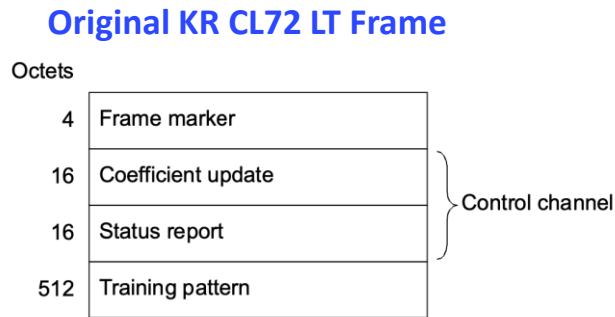 Original KR CL72 LT Frame
Octets
4 Frame marker
16 Coefficient update
16 Status report
Control channel
512 Training pattern